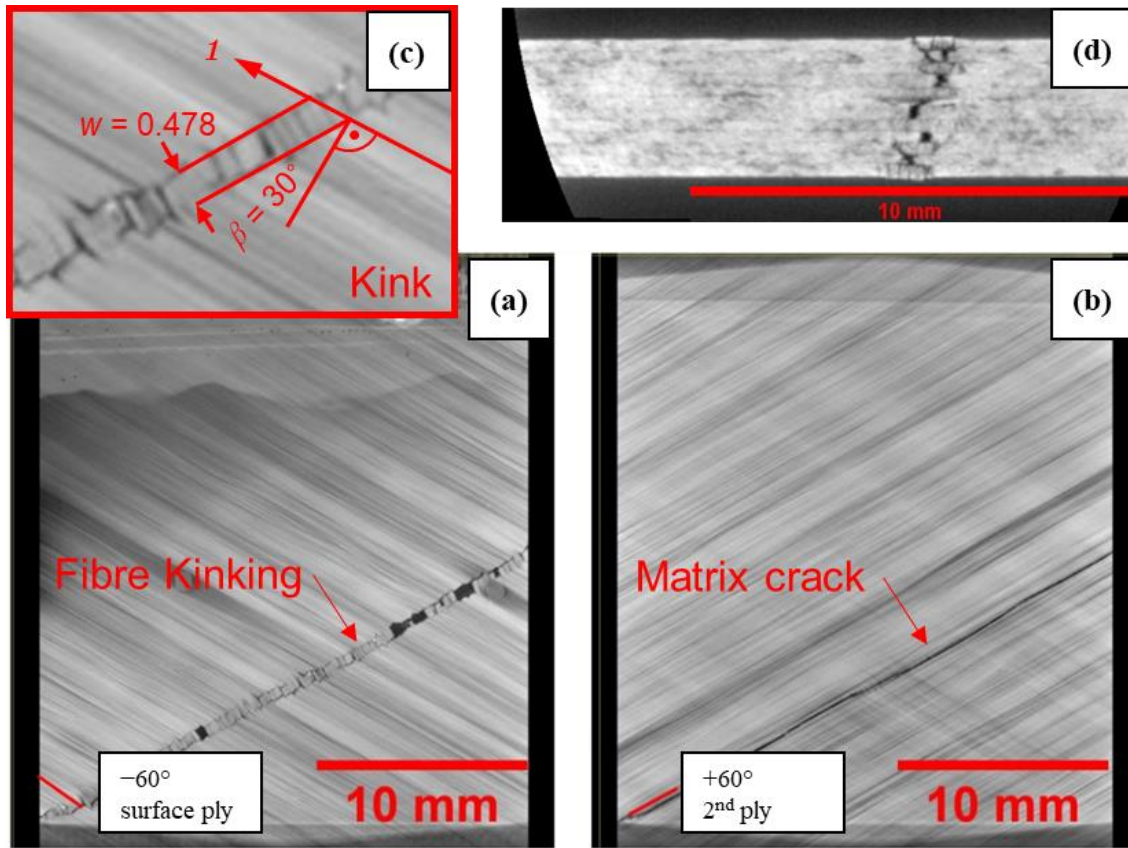 (c)
1
w = 0.478
β = 30°
Kink
(d)
10 mm
(a)
Fibre Kinking
−60°
surface ply
10 mm
(b)
Matrix crack
+60°
2nd ply
10 mm